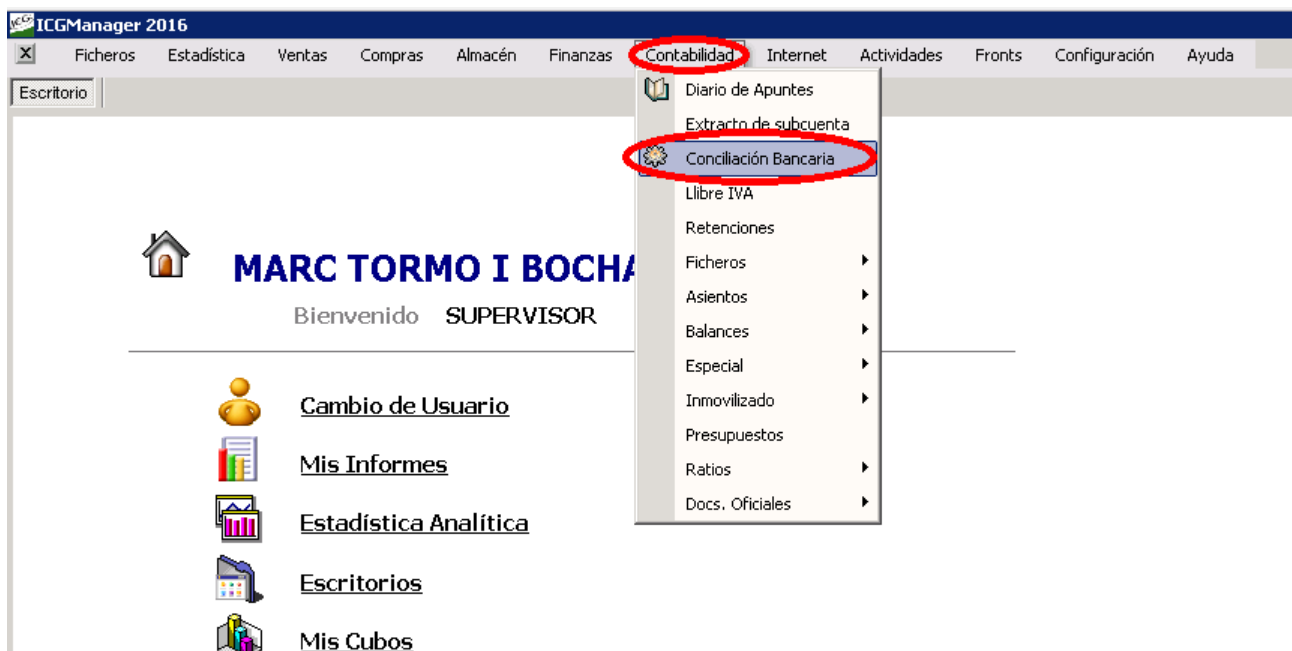 ICGManager 2016
X Ficheros Estadística Ventas Compras Almacén Finanzas Contabilidad Internet Actividades Fronts Configuración Ayuda
Escritorio
Diario de Apuntes
Extracto de subcuenta
Conciliación Bancaria
Llibre IVA
Retenciones
Ficheros
Asientos
Balances
Especial
Inmovilizado
Presupuestos
Ratios
Docs. Oficiales
MARC TORMO I BOCHA
Bienvenido SUPERVISOR
Cambio de Usuario
Mis Informes
Estadística Analítica
Escritorios
Mis Cubos